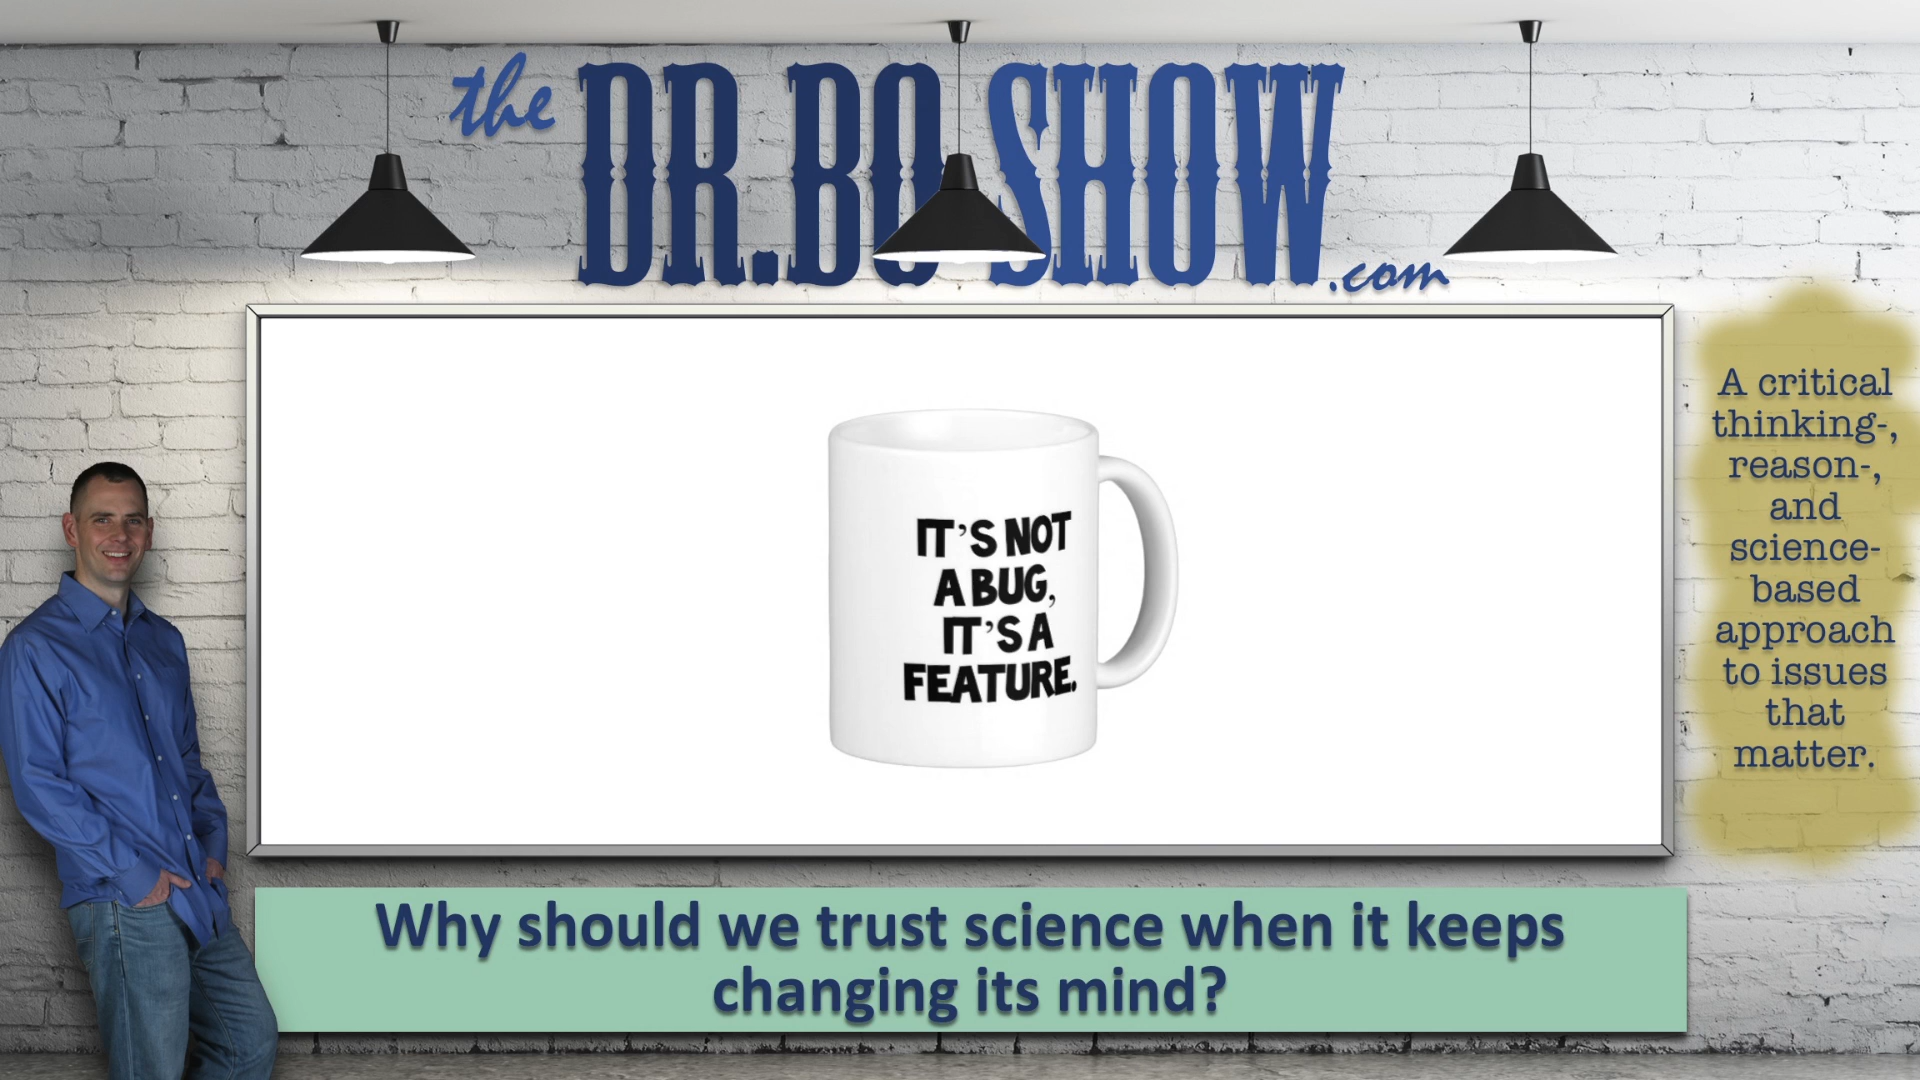 the DR. BO SHOW .com
IT'S NOT
A BUG,
IT'S A
FEATURE.
A critical
thinking-,
reason-,
and
science-
based
approach
to issues
that
matter.
Why should we trust science when it keeps
changing its mind?